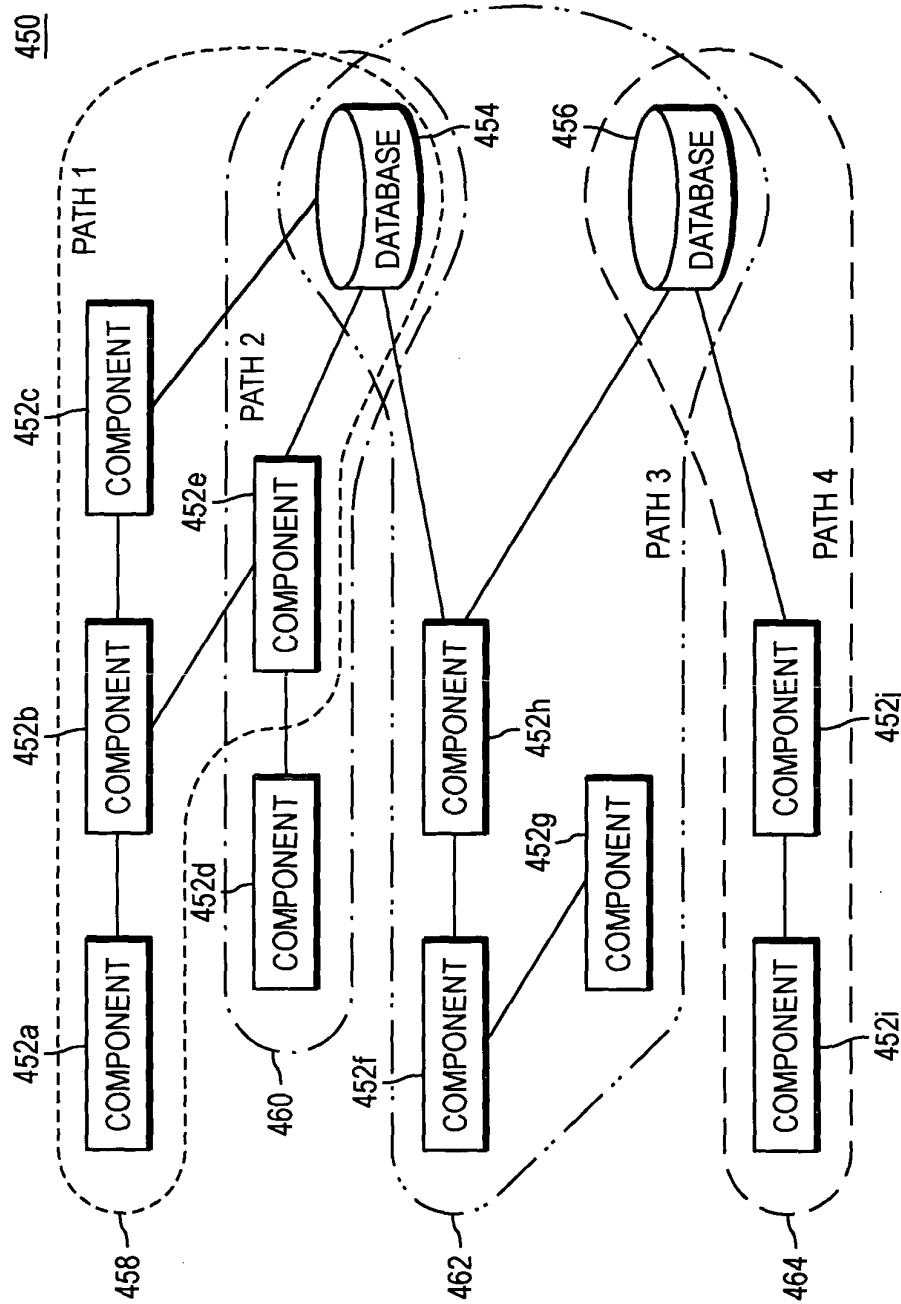 450
PATH 1
452a
COMPONENT
452b
COMPONENT
452c
COMPONENT
458
PATH 2
452d
COMPONENT
452e
COMPONENT
DATABASE
454
460
452f
COMPONENT
COMPONENT
452h
452g
COMPONENT
456
DATABASE
PATH 3
462
COMPONENT
452i
COMPONENT
452i
PATH 4
464